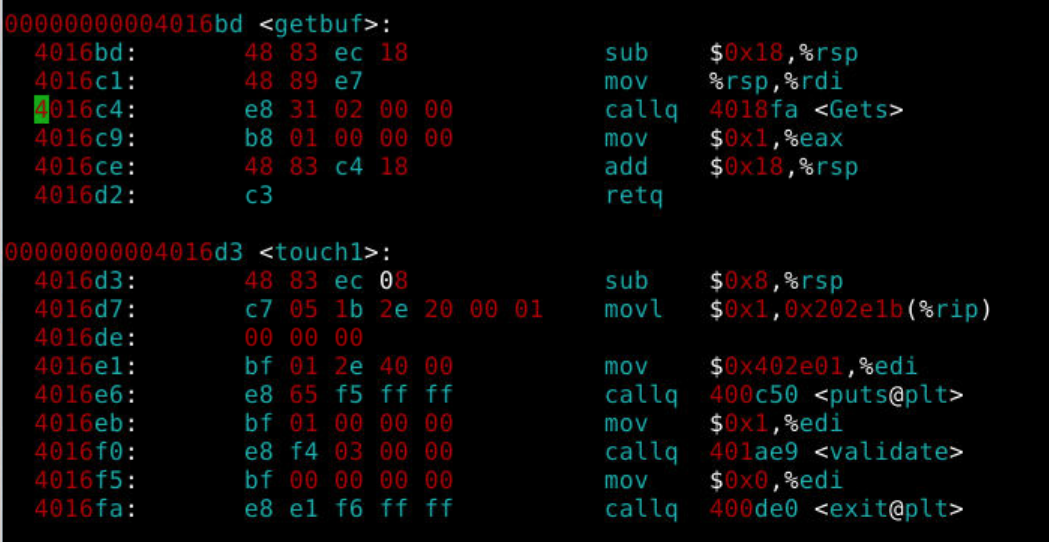 00000000004016bd <getbuf>:
4016bd: 48 83 ec 18 sub $0x18,%rsp
4016c1: 48 89 e7 mov %rsp,%rdi
4016c4: e8 31 02 00 00 callq 4018fa <Gets>
4016c9: b8 01 00 00 00 mov $0x1,%eax
4016ce: 48 83 c4 18 add $0x18,%rsp
4016d2: c3 retq
00000000004016d3 <touch1>:
4016d3: 48 83 ec 08 sub $0x8,%rsp
4016d7: c7 05 1b 2e 20 00 01 movl $0x1,0x202e1b(%rip)
4016de: 00 00 00
4016e1: bf 01 2e 40 00 mov $0x402e01,%edi
4016e6: e8 65 f5 ff ff callq 400c50 <puts@plt>
4016eb: bf 01 00 00 00 mov $0x1,%edi
4016f0: e8 f4 03 00 00 callq 401ae9 <validate>
4016f5: bf 00 00 00 00 mov $0x0,%edi
4016fa: e8 e1 f6 ff ff callq 400de0 <exit@plt>